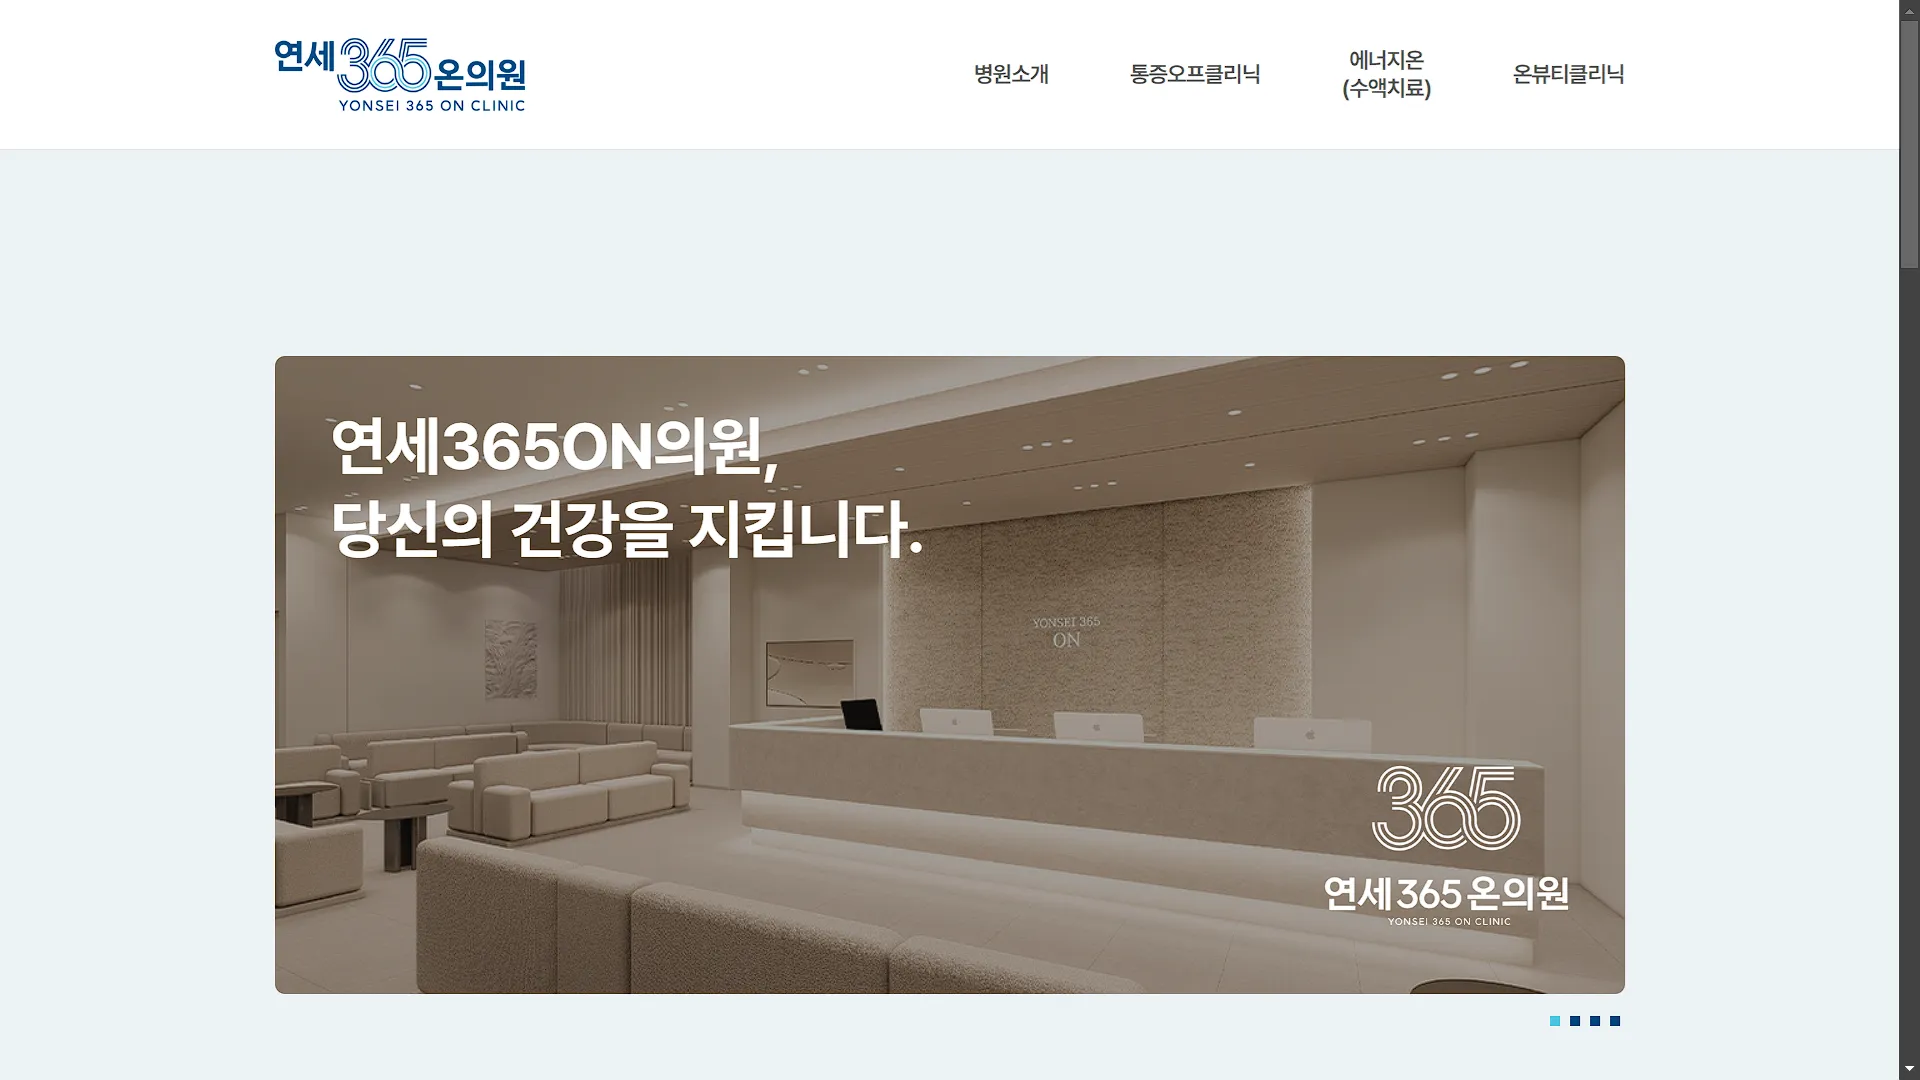 연세365온의원
YONSEI 365 ON CLINIC
병원소개
통증오프클리닉
에너지온
(수액치료)
온뷰티클리닉
연세365ON의원,
당신의 건강을 지킵니다.
YONSEI 365
ON
365
연세365온의원
YONSEI 365 ON CLINIC